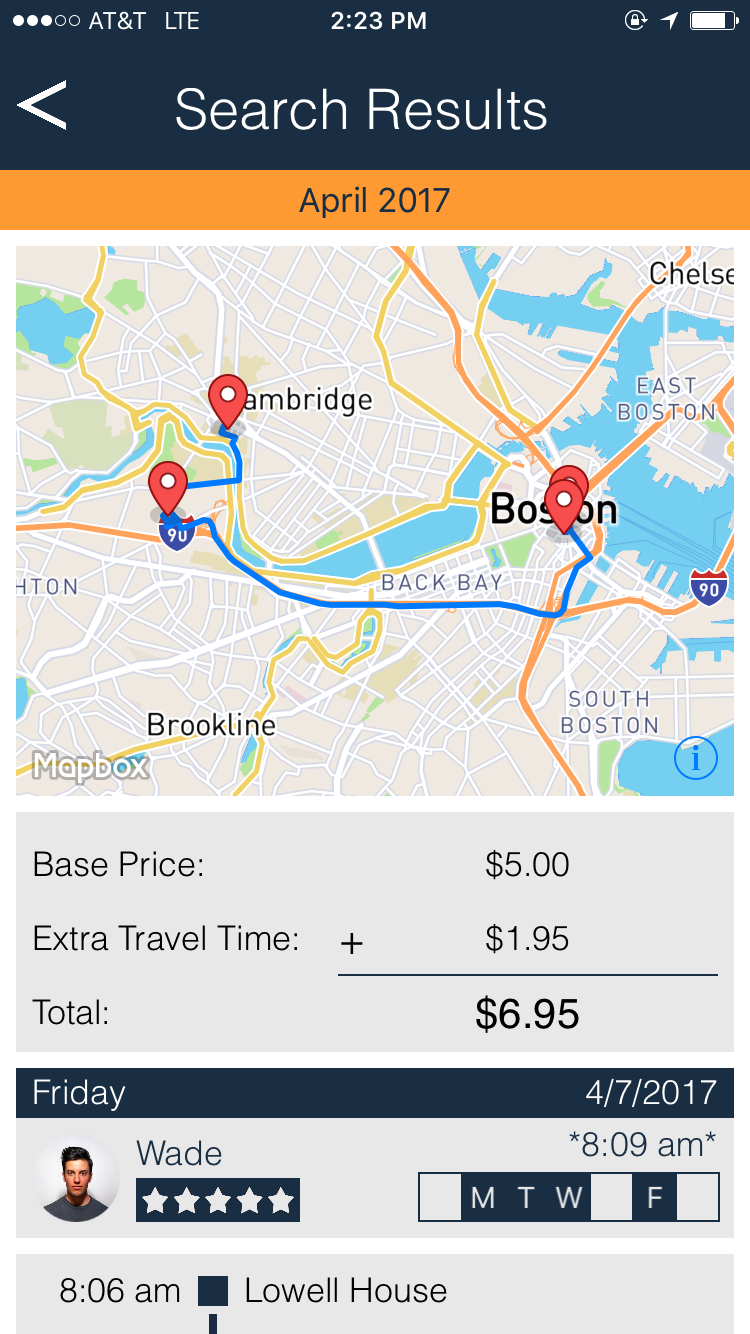 AT&T LTE 2:23 PM
<
Search Results
April 2017
Chelse
EAST
BOSTON
ambridge
Boston
90
BACK BAY
HTON
90
SOUTH
BOSTON
Brookline
Mapbox
i
Base Price: $5.00
Extra Travel Time: + $1.95
Total: $6.95
Friday 4/7/2017
Wade *8:09 am*
M T W F
8:06 am Lowell House